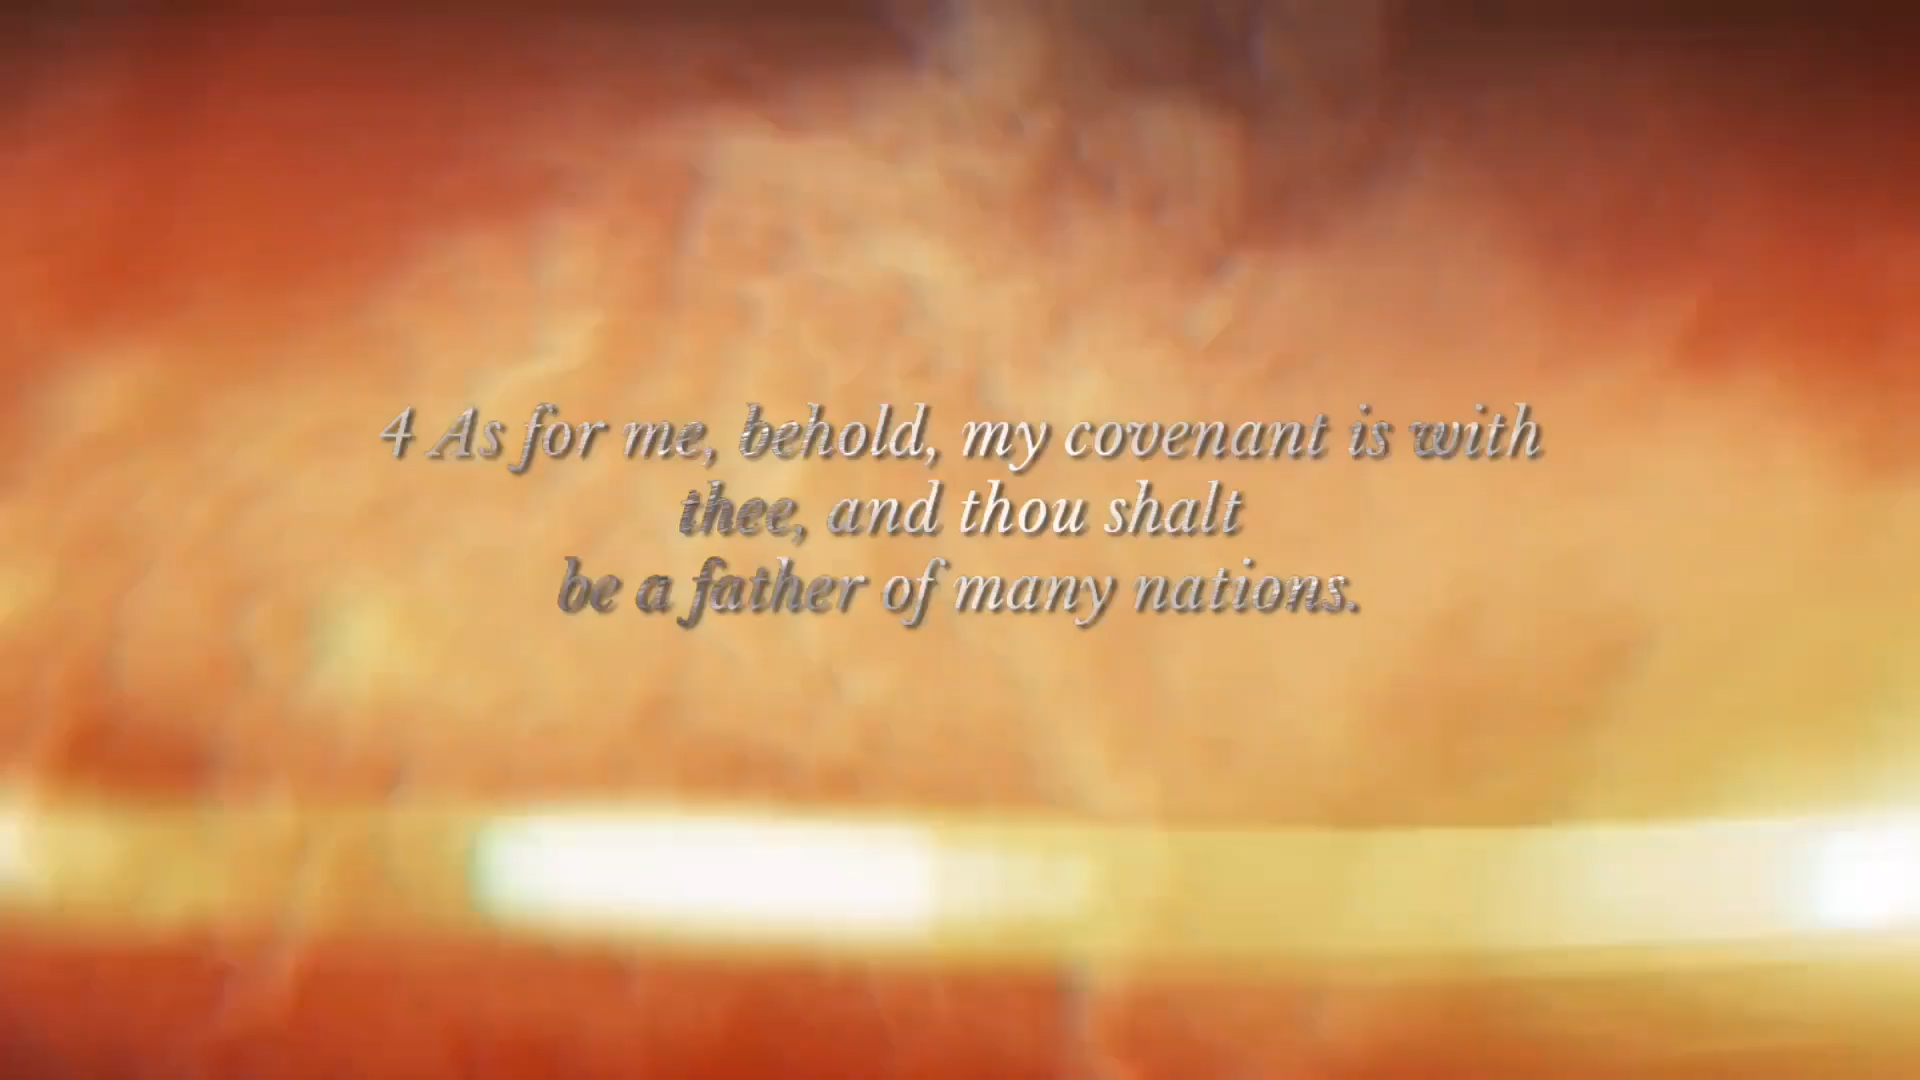 4 As for me, behold, my covenant is with
thee, and thou shalt
be a father of many nations.